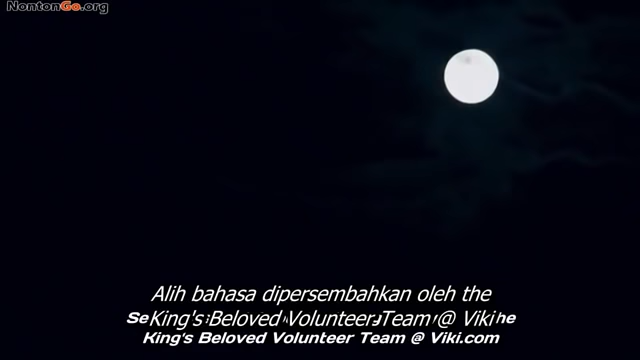 NontonGo.org
Alih bahasa dipersembahkan oleh the
King's Beloved Volunteer Team @ Viki
King's Beloved Volunteer Team @ Viki.com